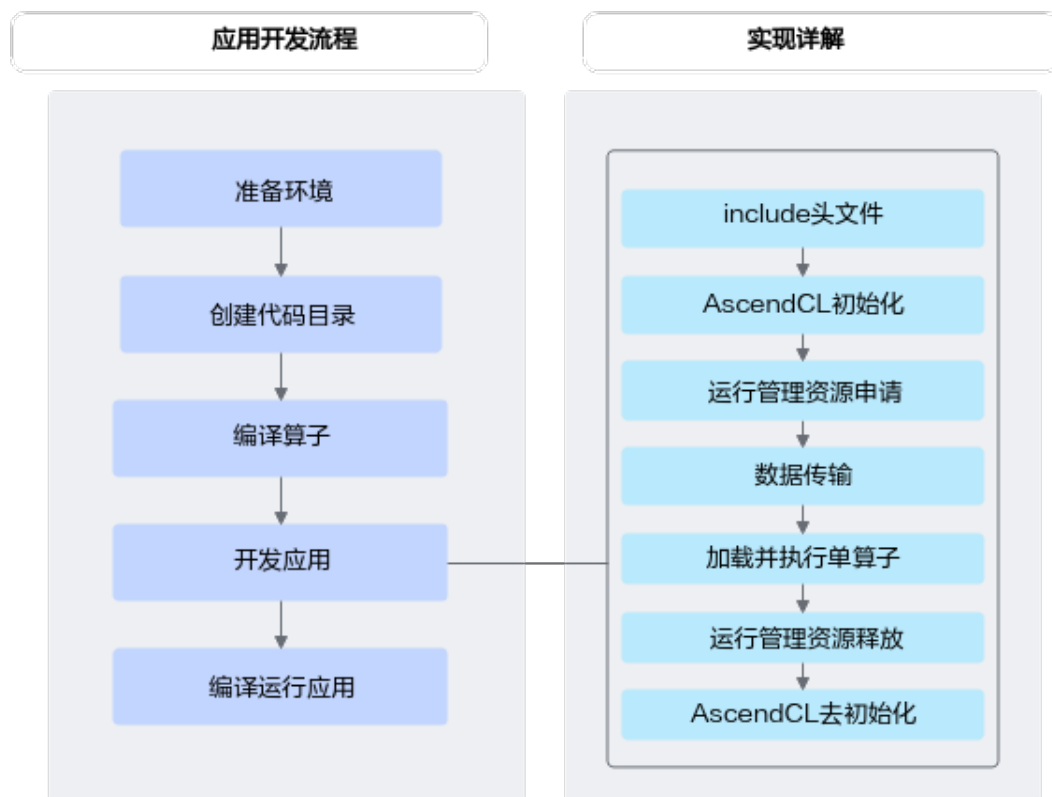 应用开发流程
准备环境
创建代码目录
编译算子
开发应用
编译运行应用
实现详解
include头文件
AscendCL初始化
运行管理资源申请
数据传输
加载并执行单算子
运行管理资源释放
AscendCL去初始化